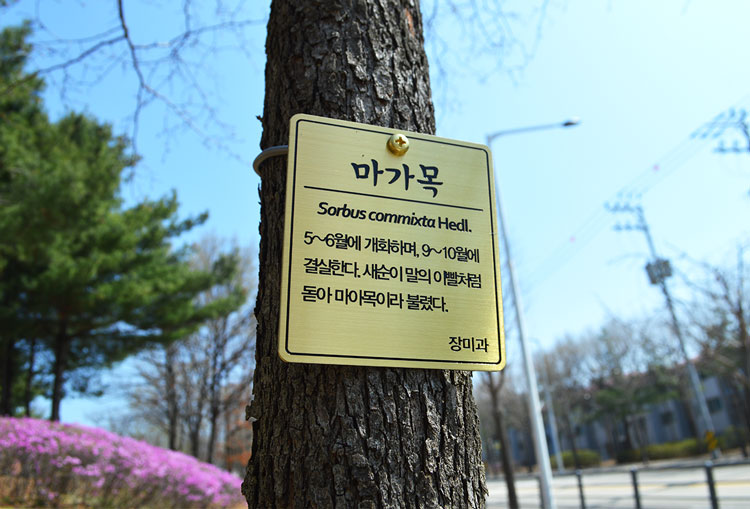 마가목
Sorbus commixta Hedl.
5~6월에 개화하며, 9~10월에
결실한다. 새순이 말의 이빨처럼
돋아 마아목이라 불렸다.
장미과